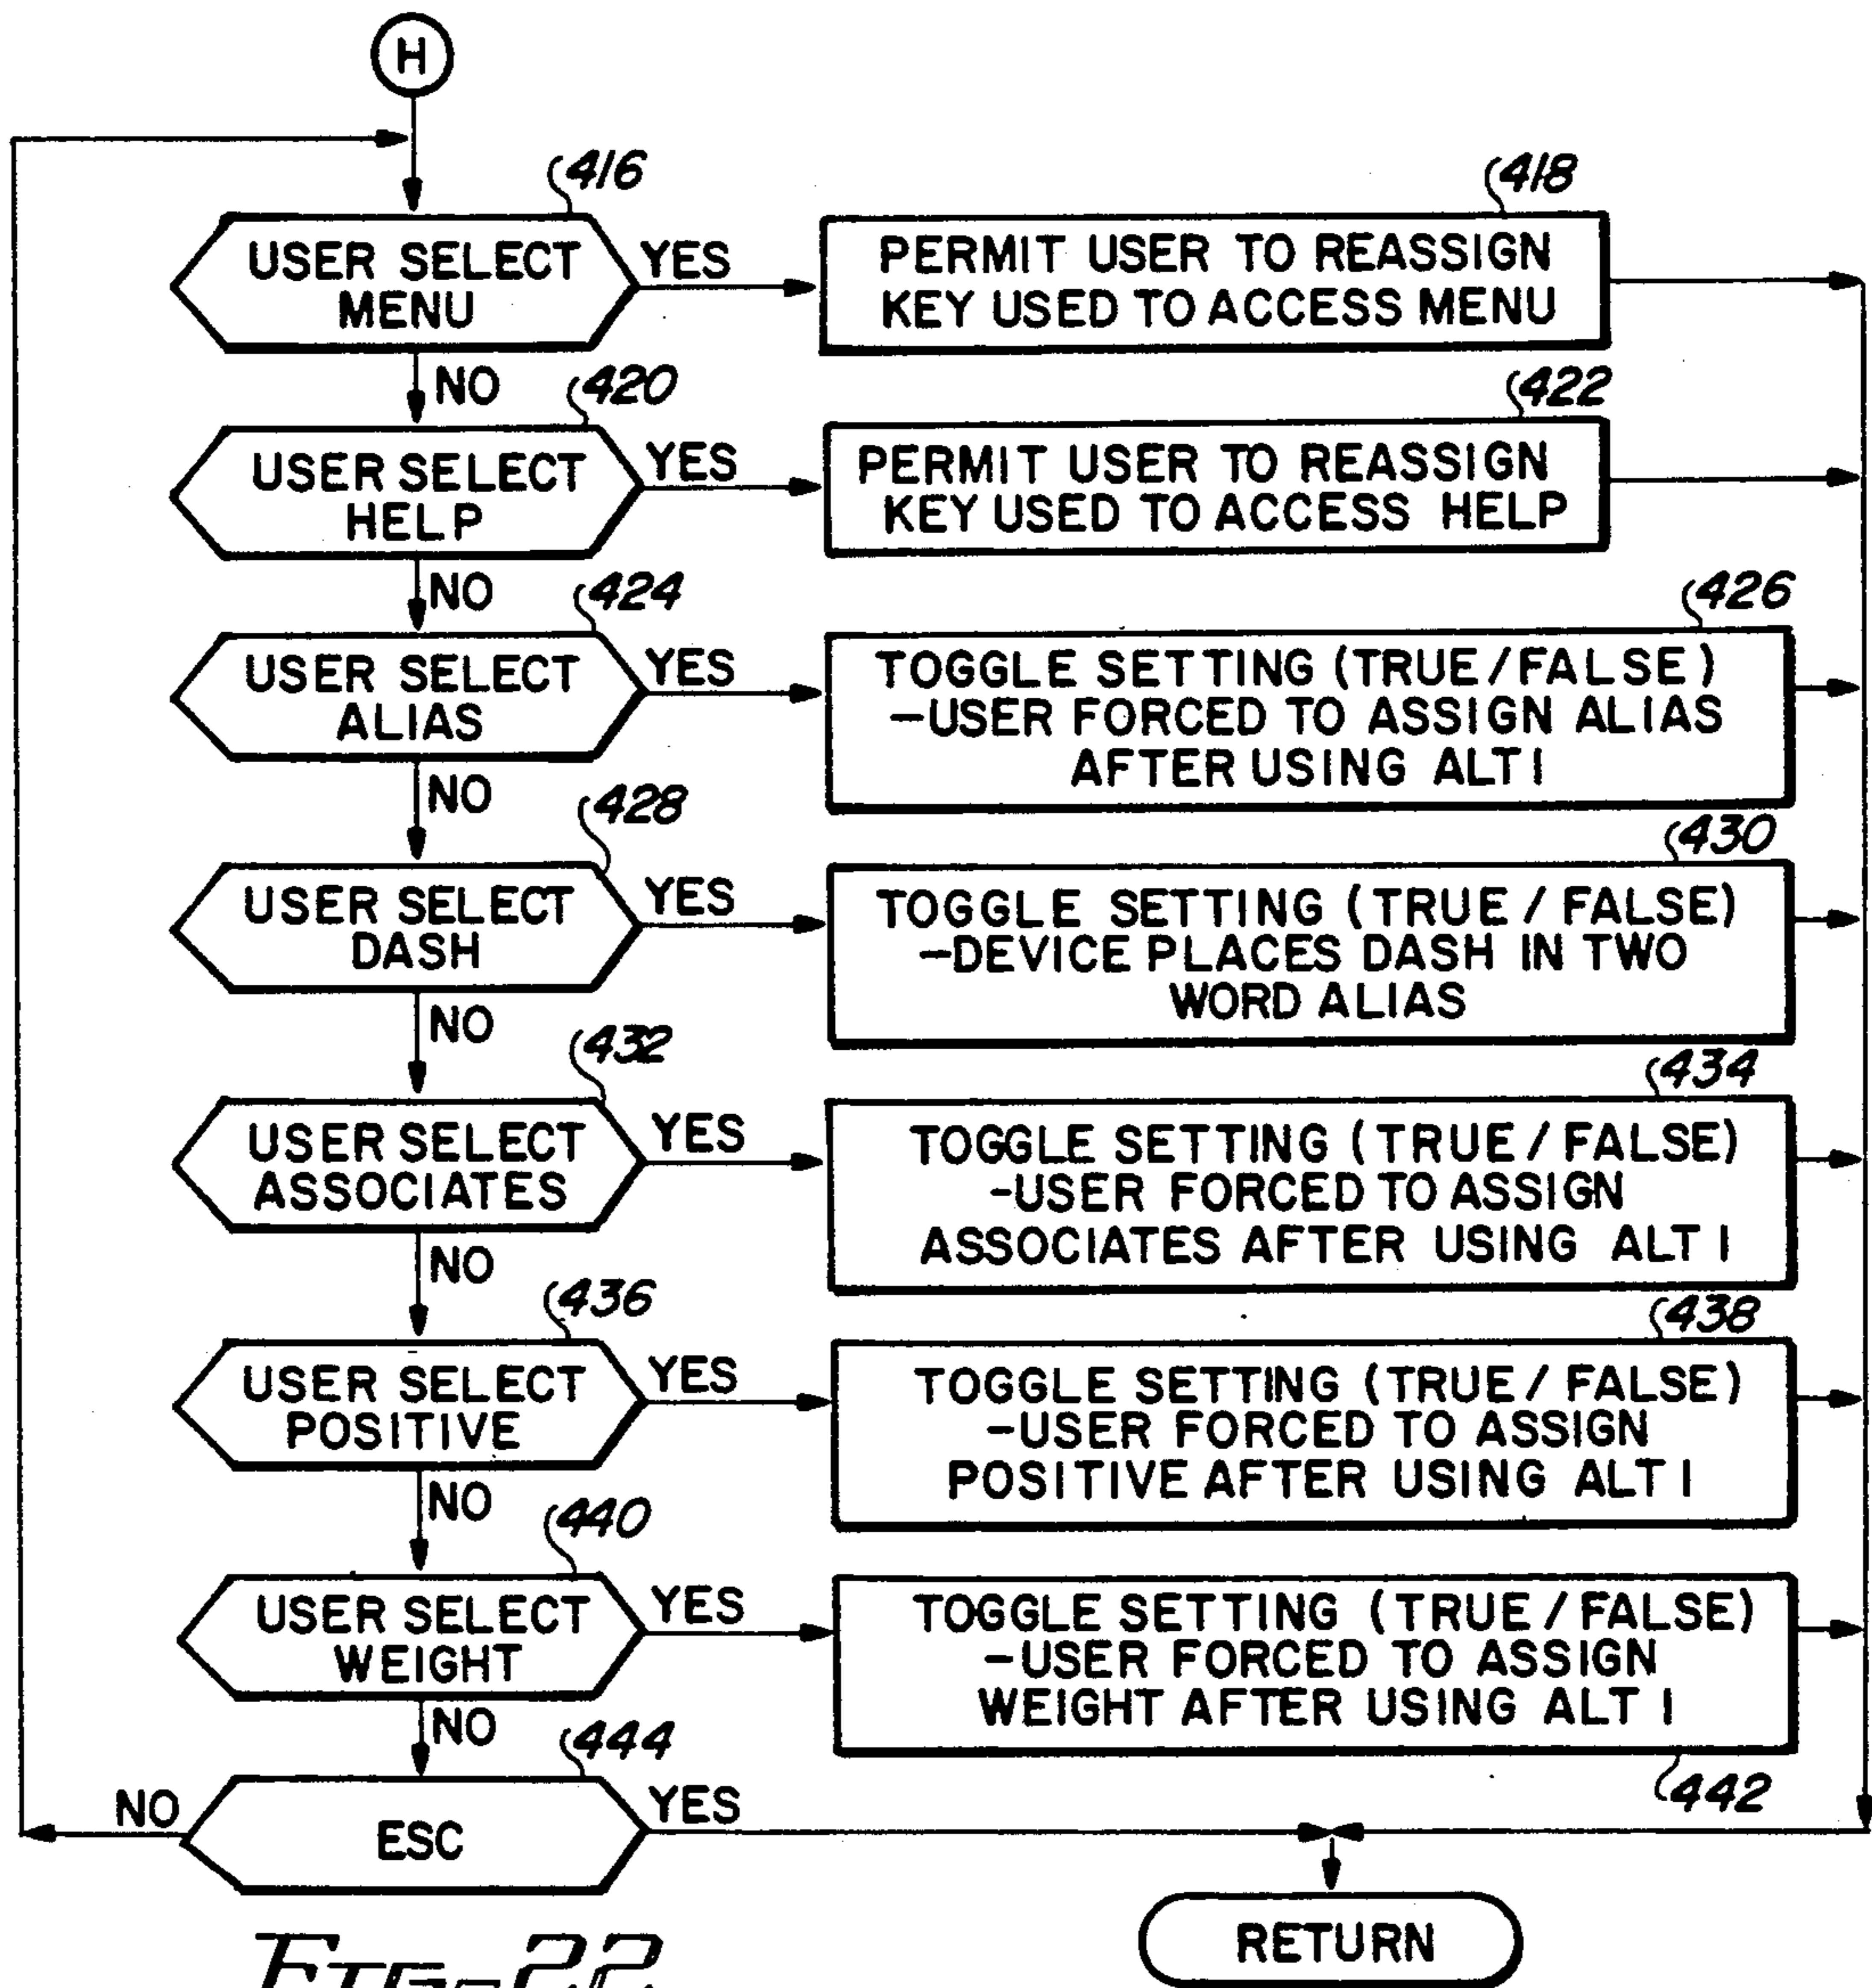 H
416
USER SELECT
MENU
YES
418
PERMIT USER TO REASSIGN
KEY USED TO ACCESS MENU
NO
420
USER SELECT
HELP
YES
422
PERMIT USER TO REASSIGN
KEY USED TO ACCESS HELP
NO
424
USER SELECT
ALIAS
YES
426
TOGGLE SETTING (TRUE/FALSE)
-USER FORCED TO ASSIGN ALIAS
AFTER USING ALT 1
NO
428
USER SELECT
DASH
YES
430
TOGGLE SETTING (TRUE / FALSE)
-DEVICE PLACES DASH IN TWO
WORD ALIAS
NO
432
USER SELECT
ASSOCIATES
YES
434
TOGGLE SETTING (TRUE / FALSE)
-USER FORCED TO ASSIGN
ASSOCIATES AFTER USING ALT 1
NO
436
USER SELECT
POSITIVE
YES
438
TOGGLE SETTING (TRUE / FALSE)
-USER FORCED TO ASSIGN
POSITIVE AFTER USING ALT 1
NO
440
USER SELECT
WEIGHT
YES
TOGGLE SETTING (TRUE / FALSE)
-USER FORCED TO ASSIGN
WEIGHT AFTER USING ALT 1
442
NO
444
NO
ESC
YES
RETURN
FIG-22